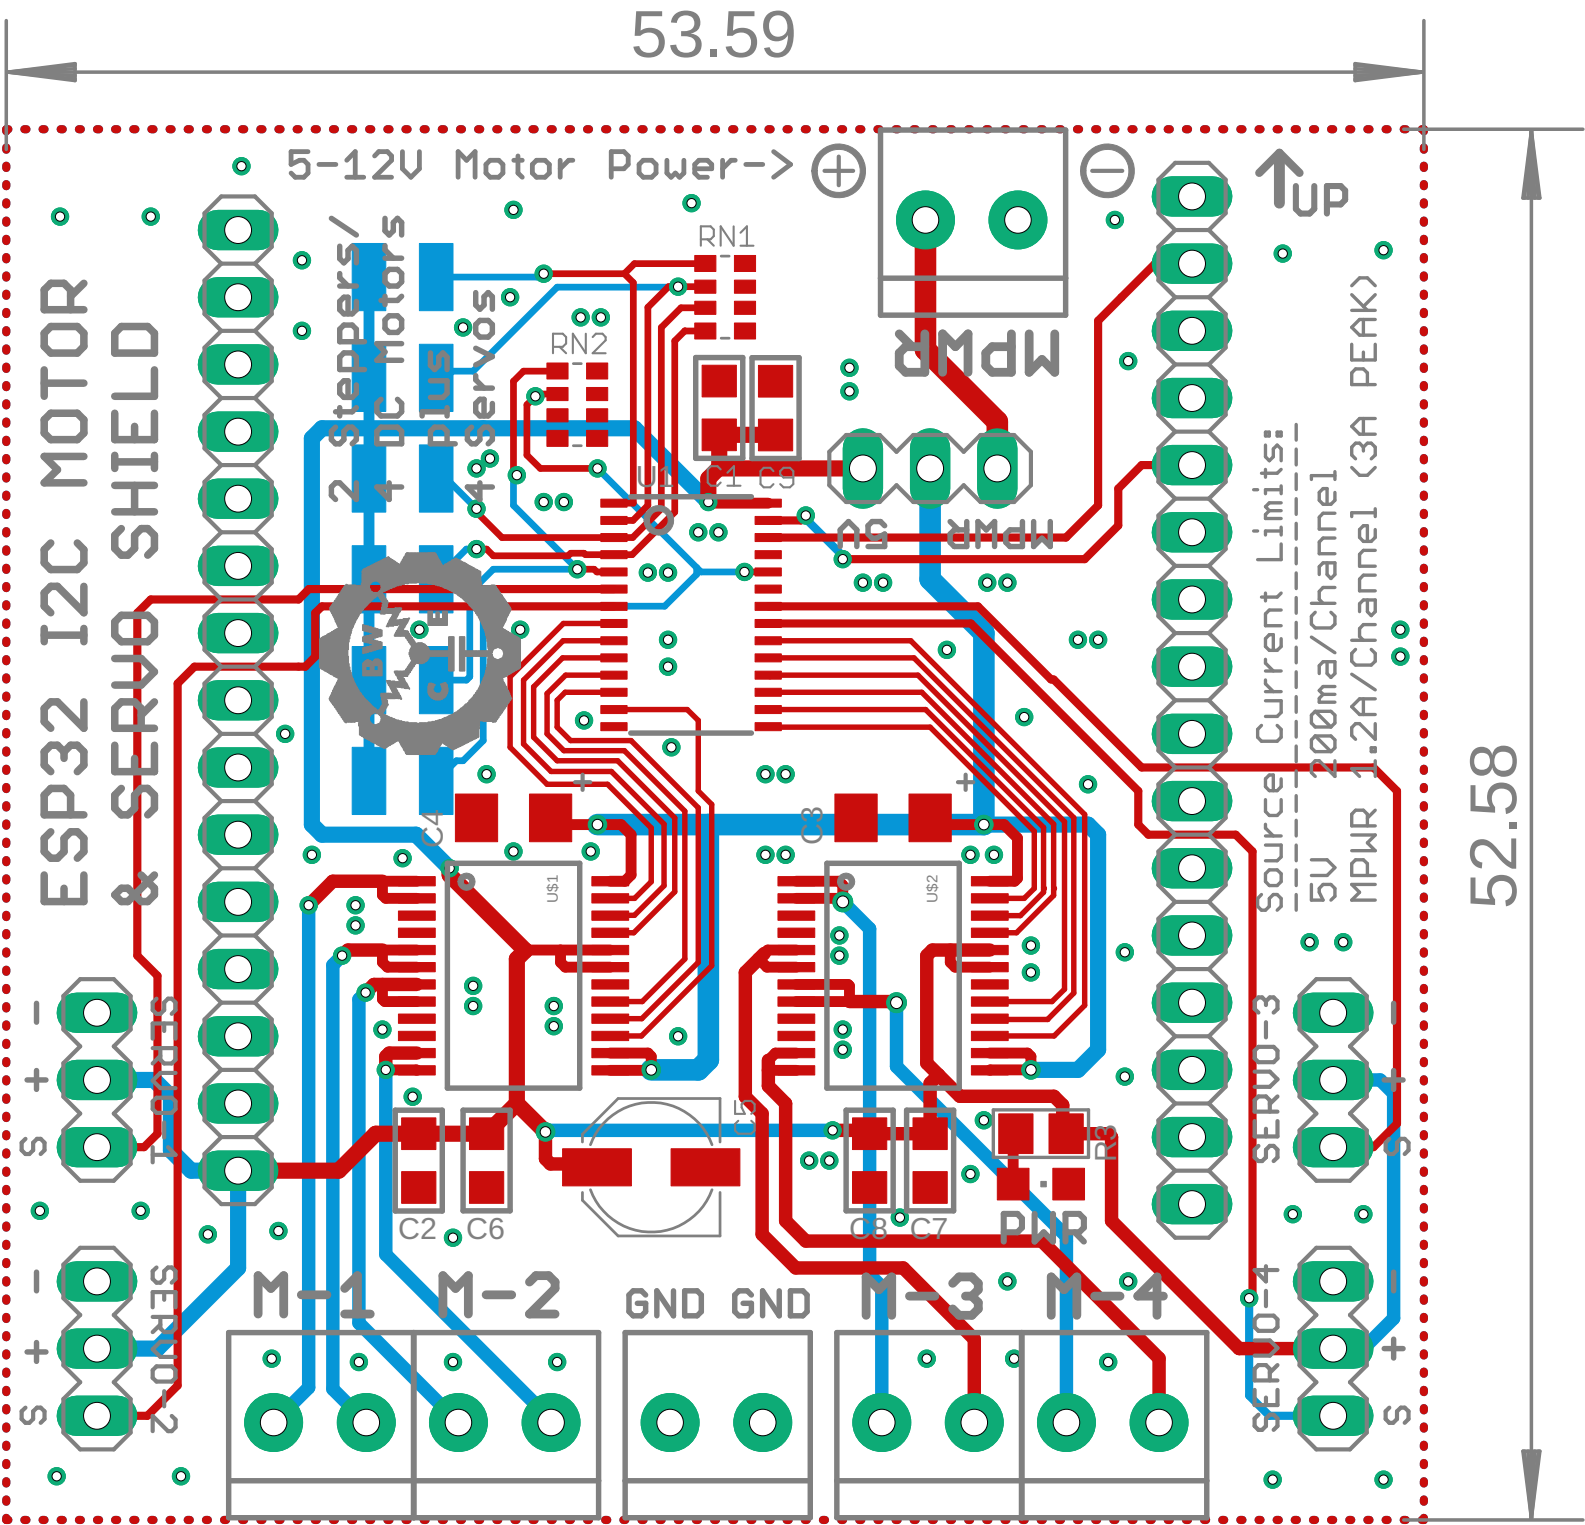 53.59
5-12V Motor Power->
UP
RN1
2 Steppers/
4 DC Motors
plus
4 Servos
RN2
MPWR
ESP32 I2C MOTOR
& SERVO SHIELD
U1
C1
C9
5V
MPWR
Source Current Limits:
5V 200ma/Channel
MPWR 1.2A/Channel (3A PEAK)
52.58
BW
E
C
+
+
C4
C3
U$1
U$2
- + S
SERVO1
SERVO-3
- + S
C5
R3
C2
C6
C8
C7
PWR
- + S
SERVO-2
M-1
M-2
GND
GND
M-3
M-4
SERVO-4
- + S